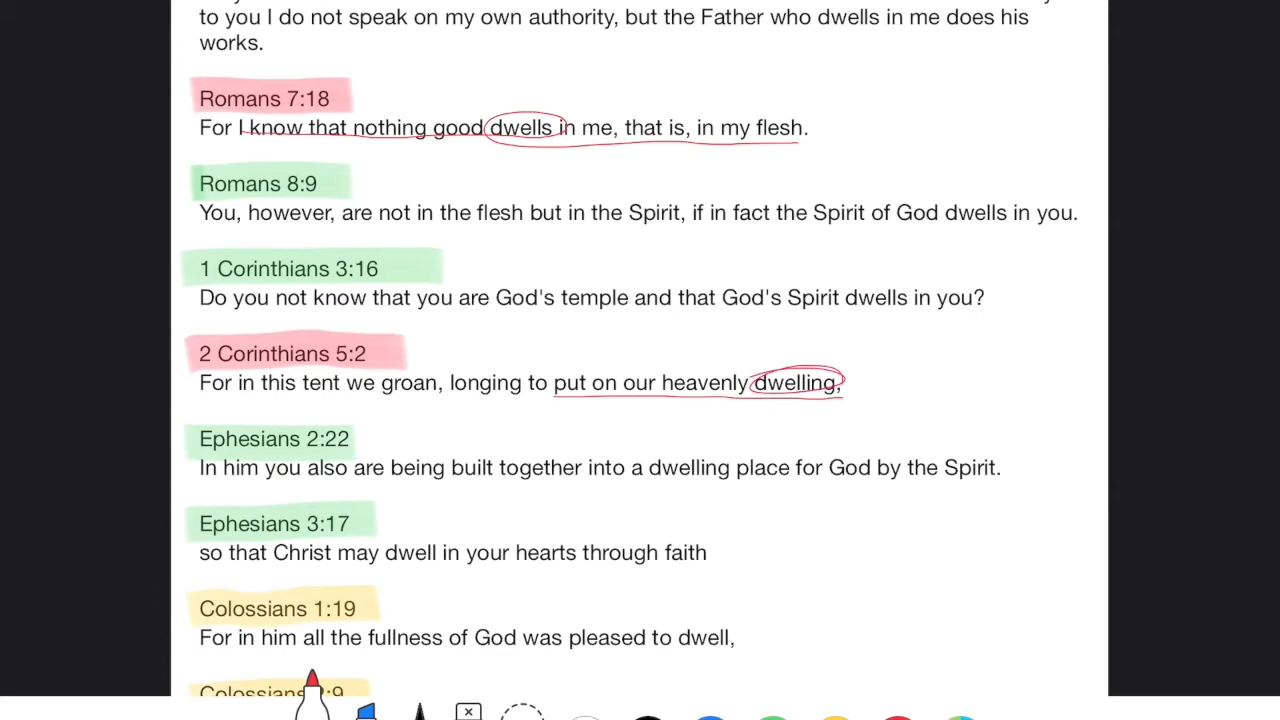 to you I do not speak on my own authority, but the Father who dwells in me does his
works.
Romans 7:18
For I know that nothing good dwells in me, that is, in my flesh.
Romans 8:9
You, however, are not in the flesh but in the Spirit, if in fact the Spirit of God dwells in you.
1 Corinthians 3:16
Do you not know that you are God's temple and that God's Spirit dwells in you?
2 Corinthians 5:2
For in this tent we groan, longing to put on our heavenly dwelling,
Ephesians 2:22
In him you also are being built together into a dwelling place for God by the Spirit.
Ephesians 3:17
so that Christ may dwell in your hearts through faith
Colossians 1:19
For in him all the fullness of God was pleased to dwell,
Colossians :9